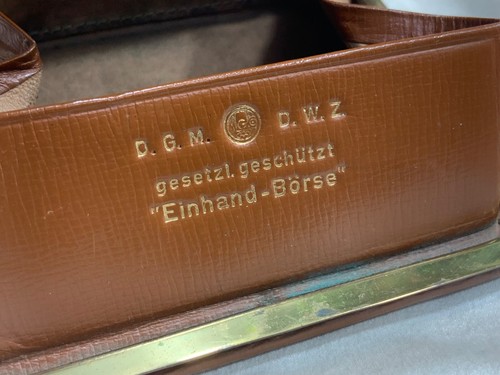 D. G. M. D. W. Z.
gesetzl. geschützt
"Einhand-Börse"